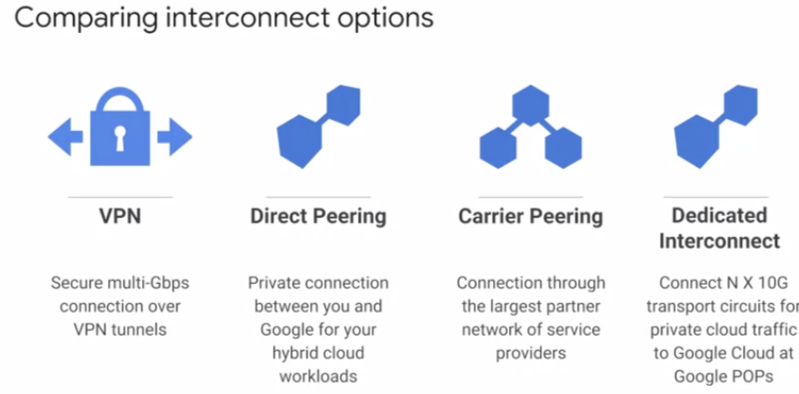 Comparing interconnect options
VPN
Secure multi-Gbps
connection over
VPN tunnels
Direct Peering
Private connection
between you and
Google for your
hybrid cloud
workloads
Carrier Peering
Connection through
the largest partner
network of service
providers
Dedicated
Interconnect
Connect N X 10G
transport circuits for
private cloud traffic
to Google Cloud at
Google POPs